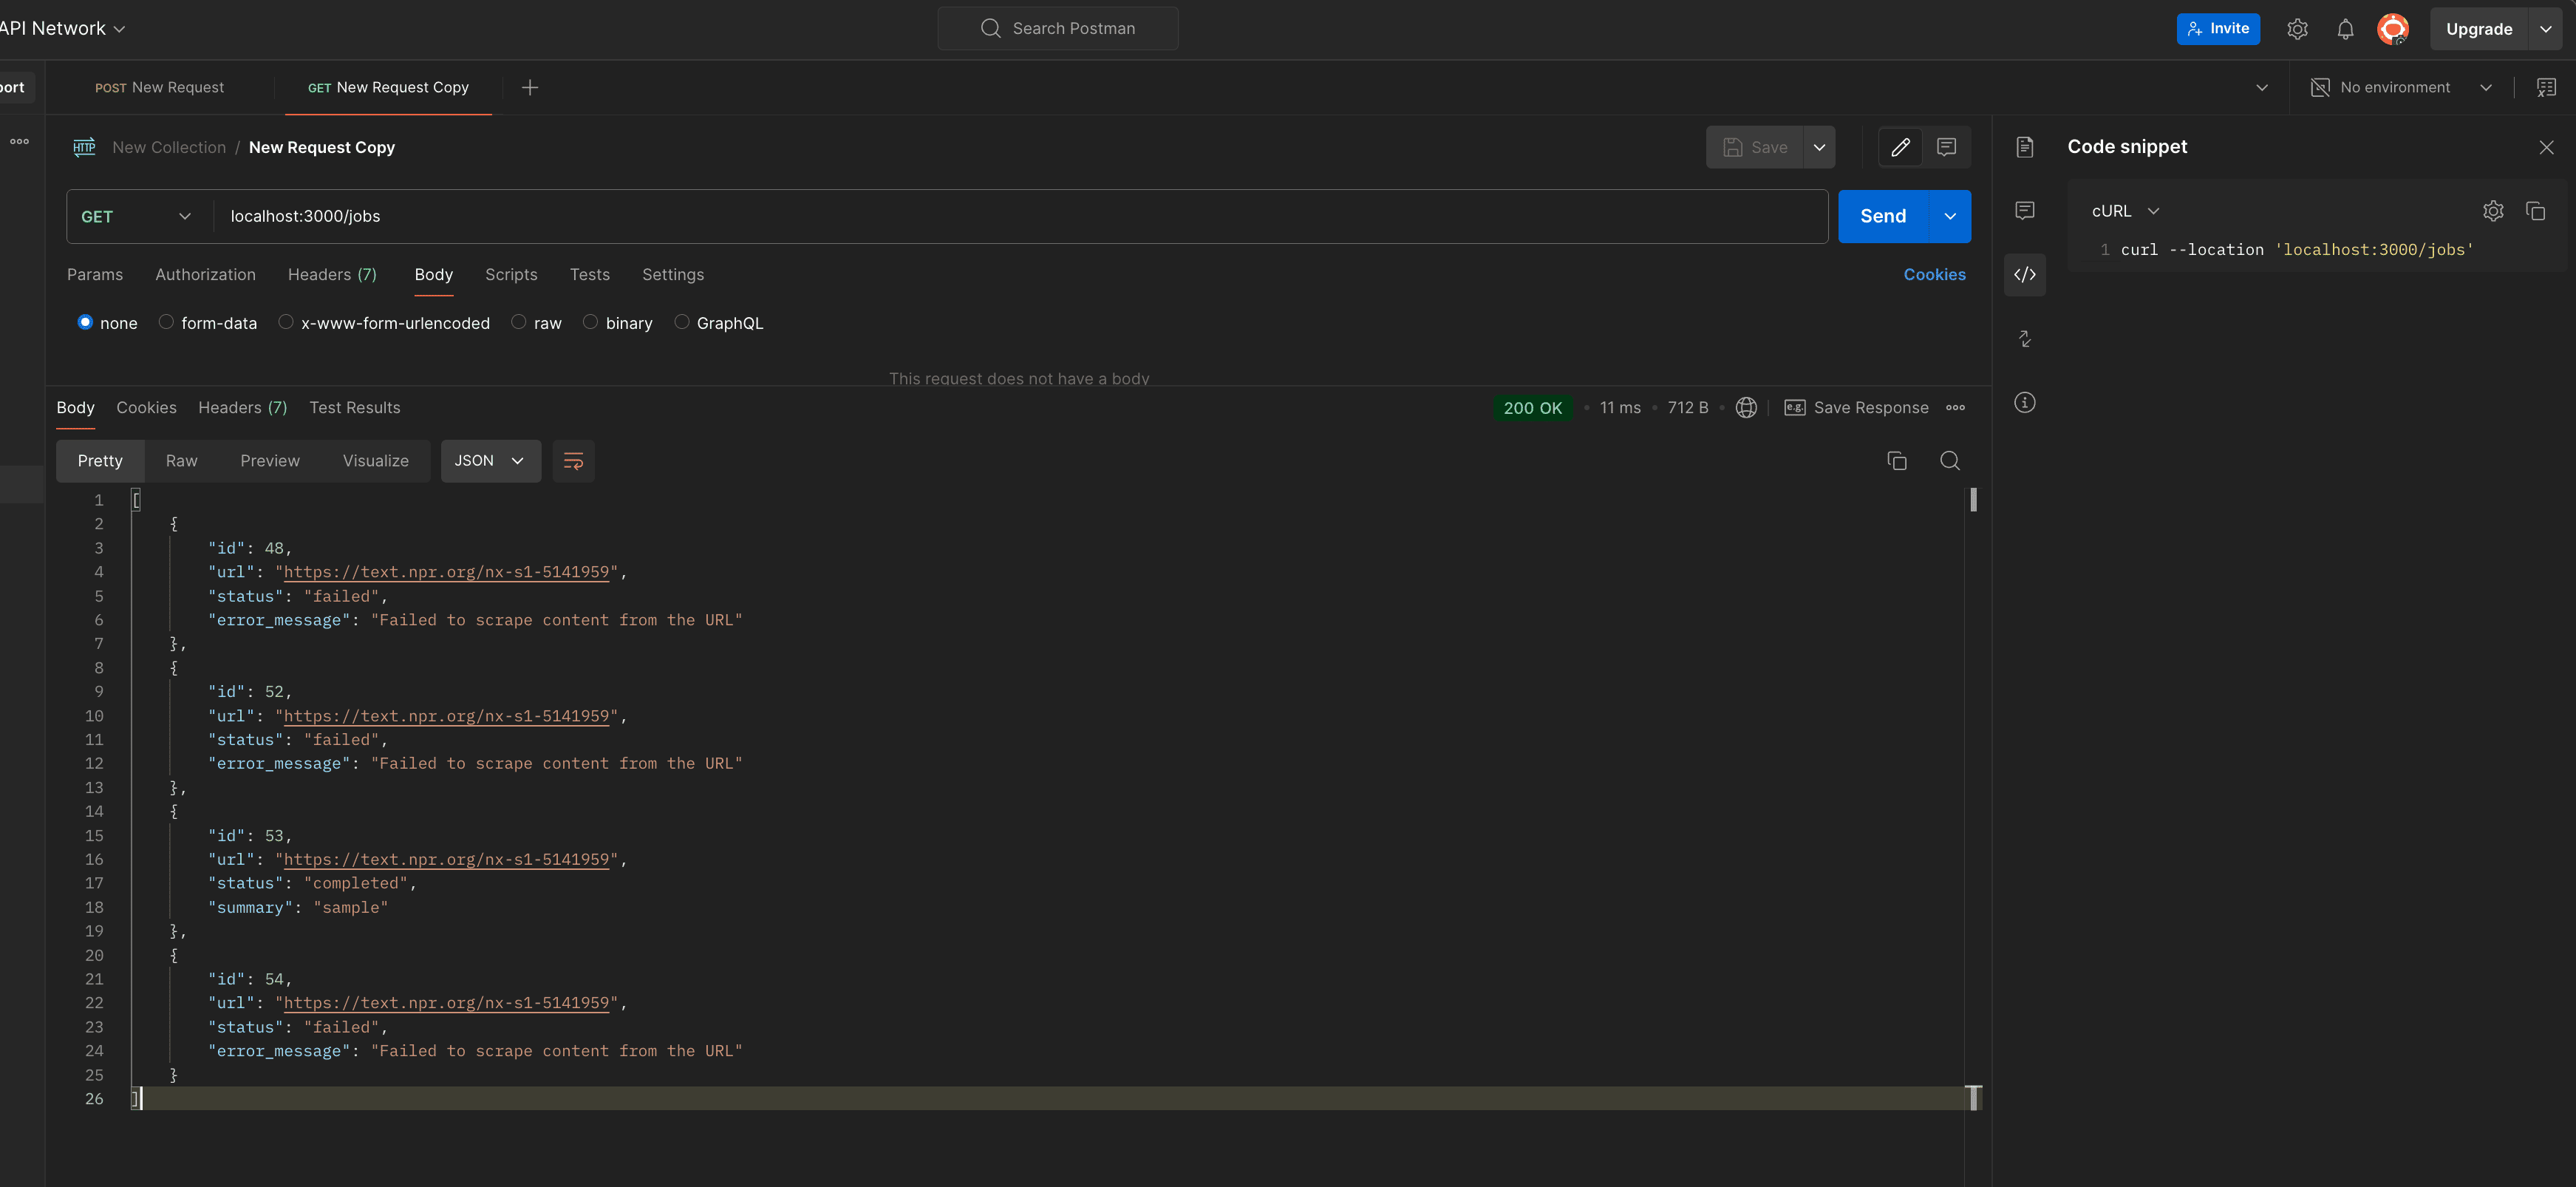 API Network
Search Postman
Invite
Upgrade
port
POST New Request
GET New Request Copy
No environment
HTTP New Collection / New Request Copy
Save
Code snippet
GET
localhost:3000/jobs
Send
cURL
1 curl --location 'localhost:3000/jobs'
Params Authorization Headers (7) Body Scripts Tests Settings
Cookies
none form-data x-www-form-urlencoded raw binary GraphQL
This request does not have a body
Body Cookies Headers (7) Test Results
200 OK • 11 ms • 712 B •
e.g. Save Response
Pretty Raw Preview Visualize JSON
1 [
2 {
3 "id": 48,
4 "url": "https://text.npr.org/nx-s1-5141959",
5 "status": "failed",
6 "error_message": "Failed to scrape content from the URL"
7 },
8 {
9 "id": 52,
10 "url": "https://text.npr.org/nx-s1-5141959",
11 "status": "failed",
12 "error_message": "Failed to scrape content from the URL"
13 },
14 {
15 "id": 53,
16 "url": "https://text.npr.org/nx-s1-5141959",
17 "status": "completed",
18 "summary": "sample"
19 },
20 {
21 "id": 54,
22 "url": "https://text.npr.org/nx-s1-5141959",
23 "status": "failed",
24 "error_message": "Failed to scrape content from the URL"
25 }
26 ]